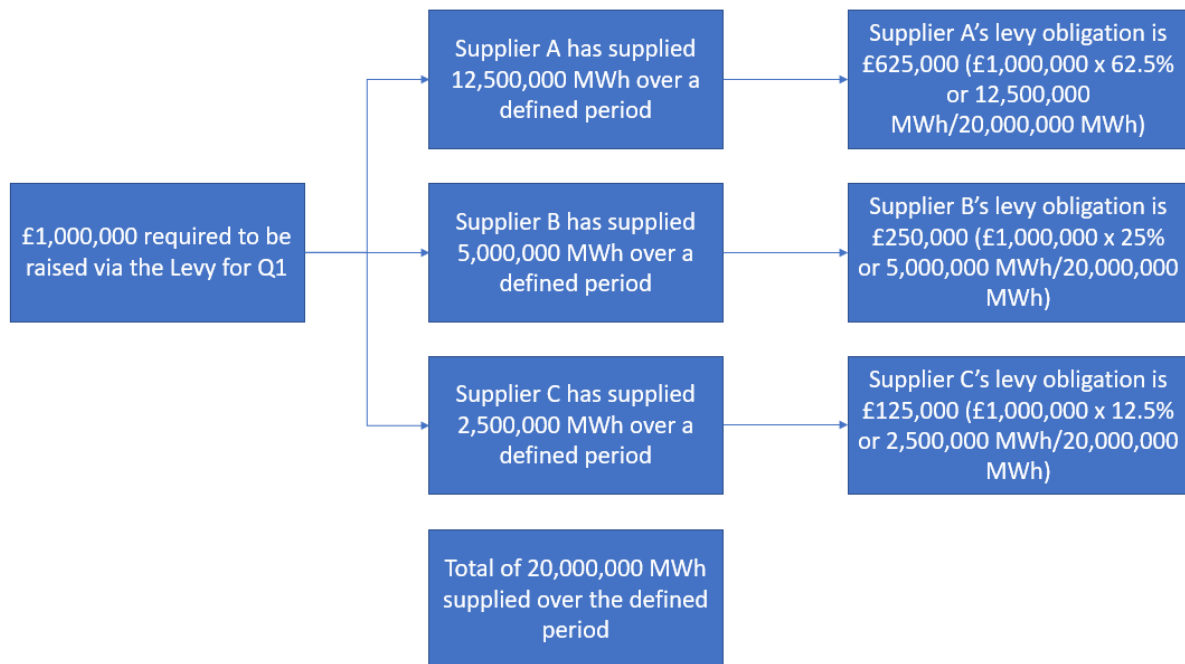 £1,000,000 required to be
raised via the Levy for Q1
Supplier A has supplied
12,500,000 MWh over a
defined period
Supplier A’s levy obligation is
£625,000 (£1,000,000 x 62.5%
or 12,500,000
MWh/20,000,000 MWh)
Supplier B has supplied
5,000,000 MWh over a
defined period
Supplier B’s levy obligation is
£250,000 (£1,000,000 x 25%
or 5,000,000 MWh/20,000,000
MWh)
Supplier C has supplied
2,500,000 MWh over a
defined period
Supplier C’s levy obligation is
£125,000 (£1,000,000 x 12.5%
or 2,500,000 MWh/20,000,000
MWh)
Total of 20,000,000 MWh
supplied over the defined
period